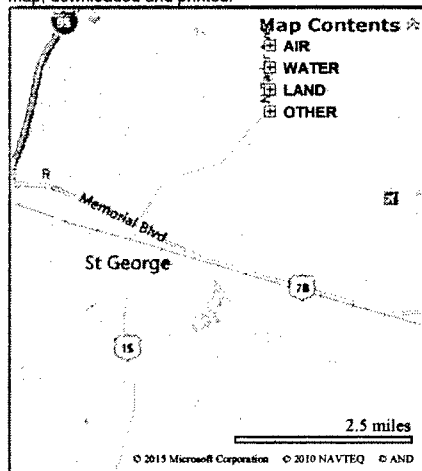 map, downloaded and printed.
Map Contents
AIR
WATER
LAND
OTHER
R
Memorial Blvd
St George
78
15
2.5 miles
© 2015 Microsoft Corporation © 2010 NAVTEQ © AND